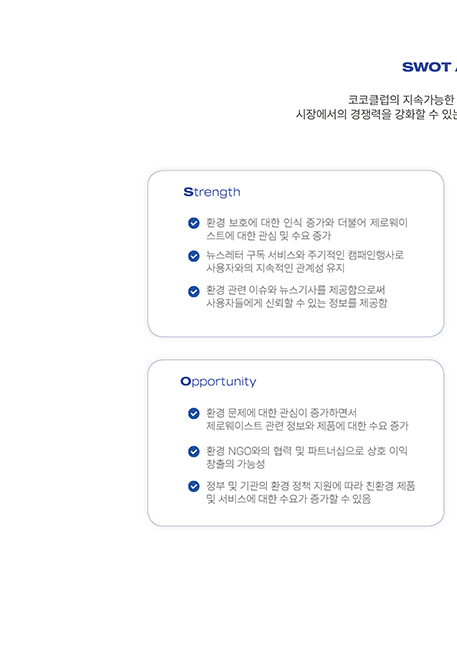 SWOT
코코클럽의 지속가능한
시장에서의 경쟁력을 강화할 수 있는
Strength
환경 보호에 대한 인식 증가와 더불어 제로웨이
스트에 대한 관심 및 수요 증가
뉴스레터 구독 서비스와 주기적인 캠패인행사로
사용자와의 지속적인 관계성 유지
환경 관련 이슈와 뉴스기사를 제공함으로써
사용자들에게 신뢰할 수 있는 정보를 제공함
Opportunity
환경 문제에 대한 관심이 증가하면서
제로웨이스트 관련 정보와 제품에 대한 수요 증가
환경 NGO와의 협력 및 파트너십으로 상호 이익
창출의 가능성
정부 및 기관의 환경 정책 지원에 따라 친환경 제품
및 서비스에 대한 수요가 증가할 수 있음